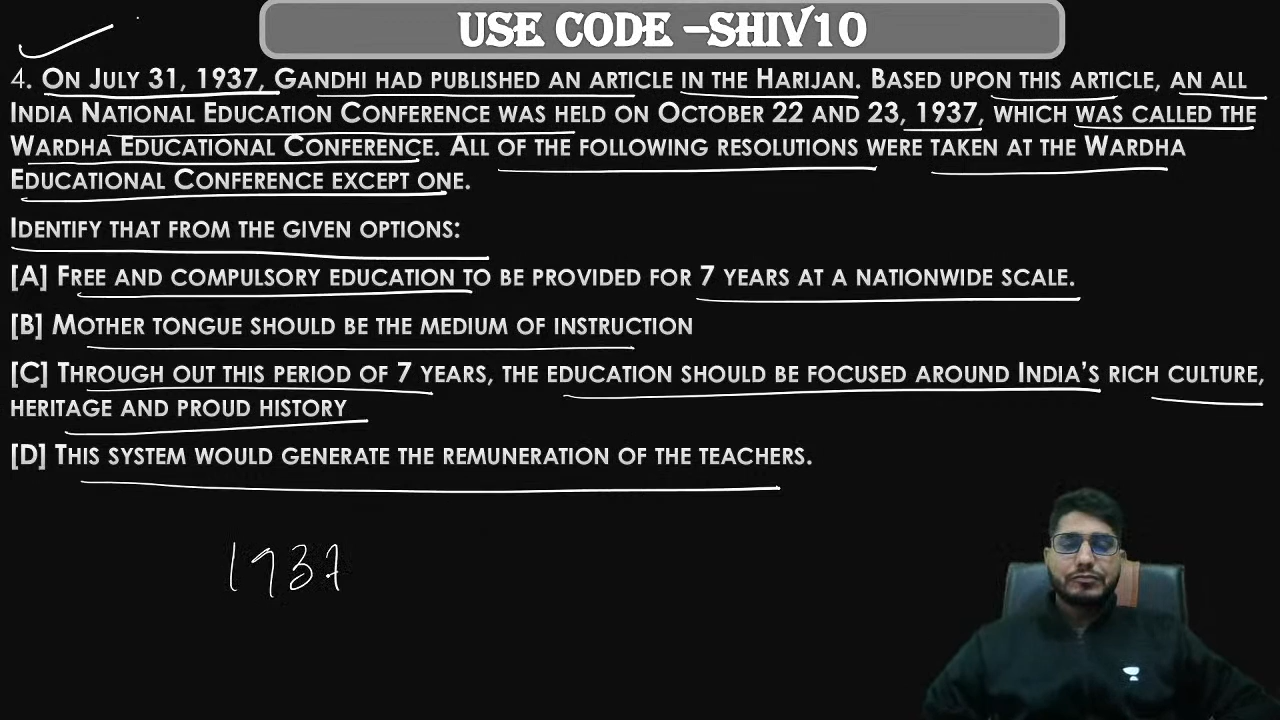 USE CODE –SHIV10
4. ON JULY 31, 1937, GANDHI HAD PUBLISHED AN ARTICLE IN THE HARIJAN. BASED UPON THIS ARTICLE, AN ALL
INDIA NATIONAL EDUCATION CONFERENCE WAS HELD ON OCTOBER 22 AND 23, 1937, WHICH WAS CALLED THE
WARDHA EDUCATIONAL CONFERENCE. ALL OF THE FOLLOWING RESOLUTIONS WERE TAKEN AT THE WARDHA
EDUCATIONAL CONFERENCE EXCEPT ONE.
IDENTIFY THAT FROM THE GIVEN OPTIONS:
[A] FREE AND COMPULSORY EDUCATION TO BE PROVIDED FOR 7 YEARS AT A NATIONWIDE SCALE.
[B] MOTHER TONGUE SHOULD BE THE MEDIUM OF INSTRUCTION
[C] THROUGH OUT THIS PERIOD OF 7 YEARS, THE EDUCATION SHOULD BE FOCUSED AROUND INDIA'S RICH CULTURE,
HERITAGE AND PROUD HISTORY
[D] THIS SYSTEM WOULD GENERATE THE REMUNERATION OF THE TEACHERS.
1937